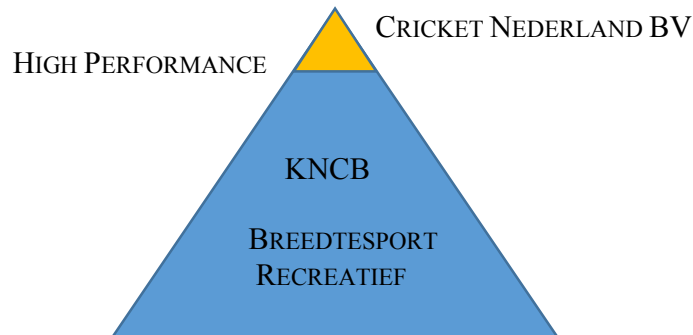 CRICKET NEDERLAND BV
HIGH PERFORMANCE
KNCB
BREEDTESPORT
RECREATIEF